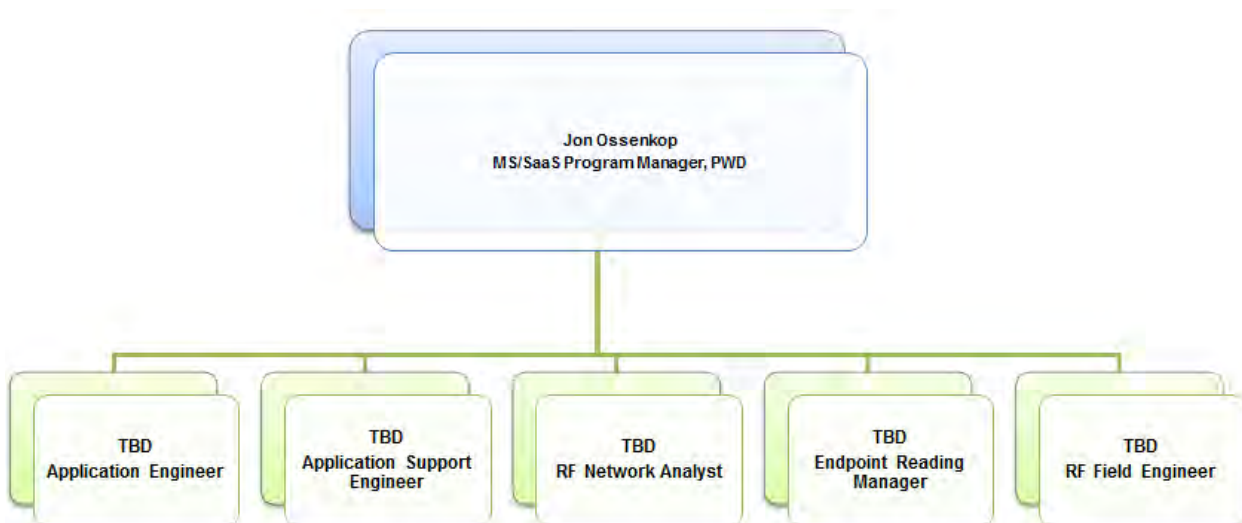 Jon Ossenkop
MS/SaaS Program Manager, PWD
TBD
Application Engineer
TBD
Application Support
Engineer
TBD
RF Network Analyst
TBD
Endpoint Reading
Manager
TBD
RF Field Engineer